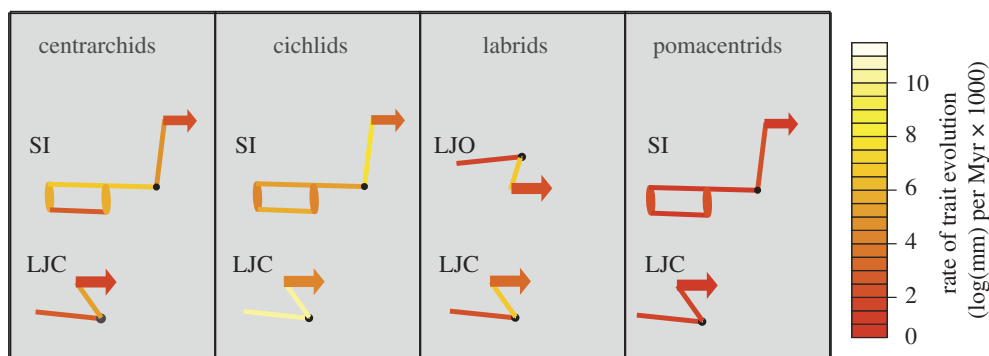 centrarchids
cichlids
labrids
pomacentrids
SI
SI
LJO
SI
LJC
LJC
LJC
LJC
10
8
6
4
2
0
rate of trait evolution
(log(mm) per Myr × 1000)